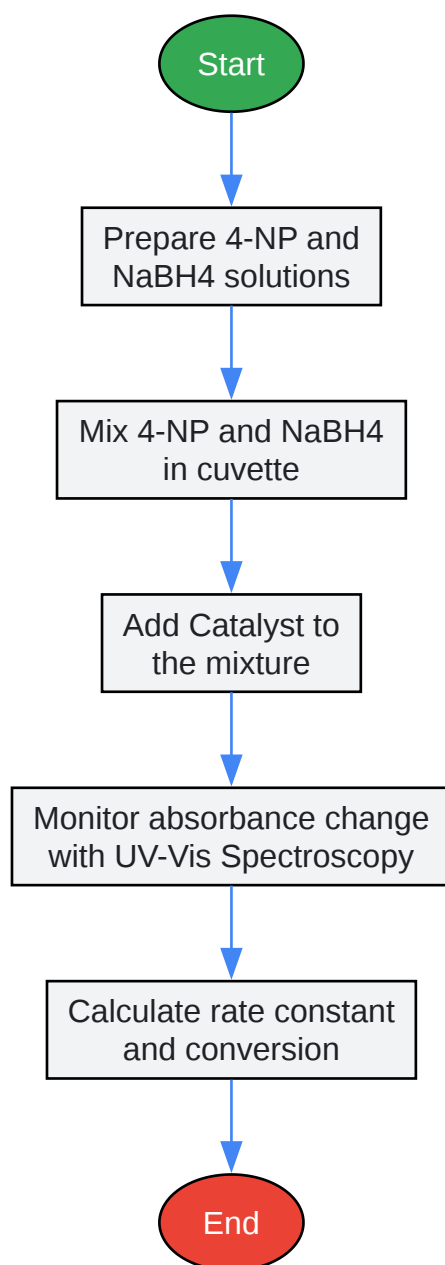 Start
Prepare 4-NP and
NaBH4 solutions
Mix 4-NP and NaBH4
in cuvette
Add Catalyst to
the mixture
Monitor absorbance change
with UV-Vis Spectroscopy
Calculate rate constant
and conversion
End